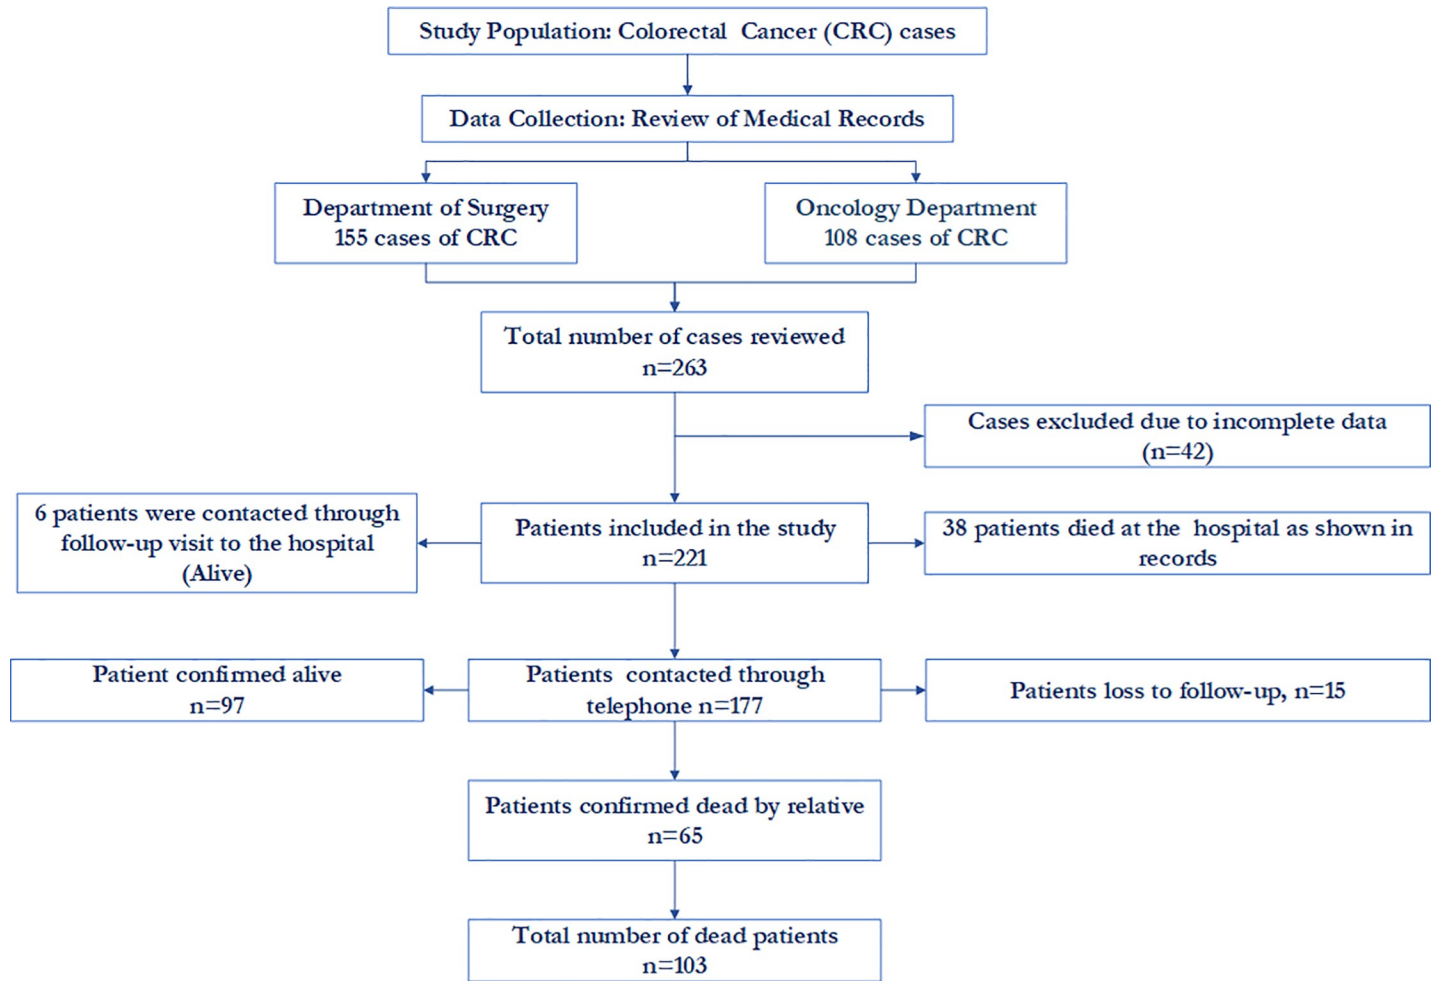 Study Population: Colorectal Cancer (CRC) cases
Data Collection: Review of Medical Records
Department of Surgery
155 cases of CRC
Oncology Department
108 cases of CRC
Total number of cases reviewed
n=263
Cases excluded due to incomplete data
(n=42)
6 patients were contacted through
follow-up visit to the hospital
(Alive)
Patients included in the study
n=221
38 patients died at the hospital as shown in
records
Patient confirmed alive
n=97
Patients contacted through
telephone n=177
Patients loss to follow-up, n=15
Patients confirmed dead by relative
n=65
Total number of dead patients
n=103